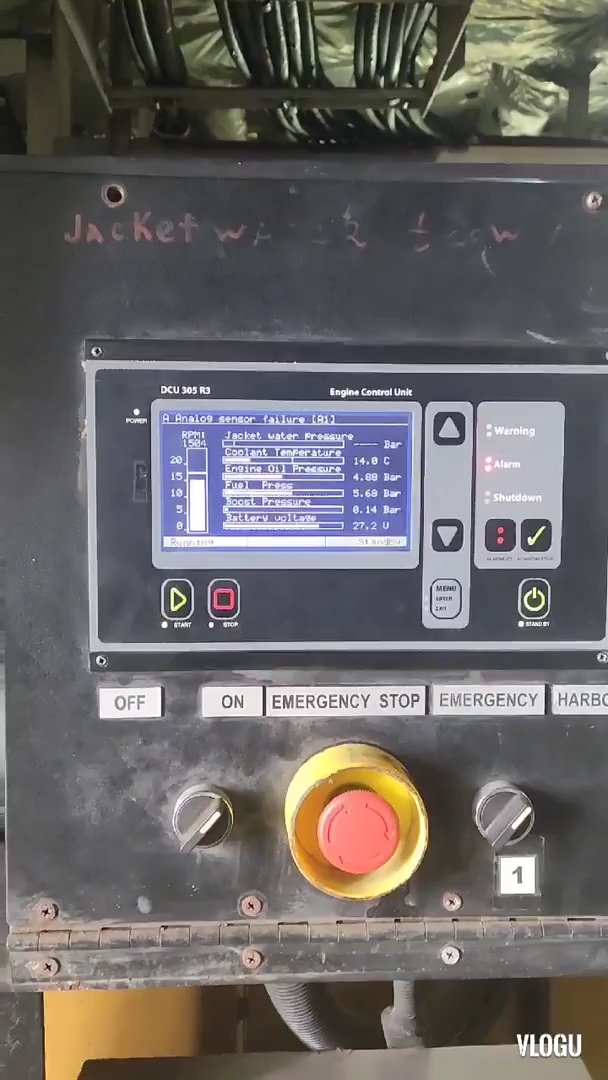 Jacket
DCU 305 R3
Engine Control Unit
POWER
A Analog sensor failure [A1]
RPM:
1504
20
15
10
5
0
Jacket water Pressure
---- Bar
Coolant Temperature
14.0 C
Engine Oil Pressure
4.88 Bar
Fuel Press
5.68 Bar
Boost Pressure
0.14 Bar
Battery voltage
27.2 V
Running
Standby
Warning
Alarm
Shutdown
MENU
ENTER
EXIT
START
STOP
STAND BY
OFF
ON
EMERGENCY STOP
EMERGENCY
HARBO
1
VLOGU